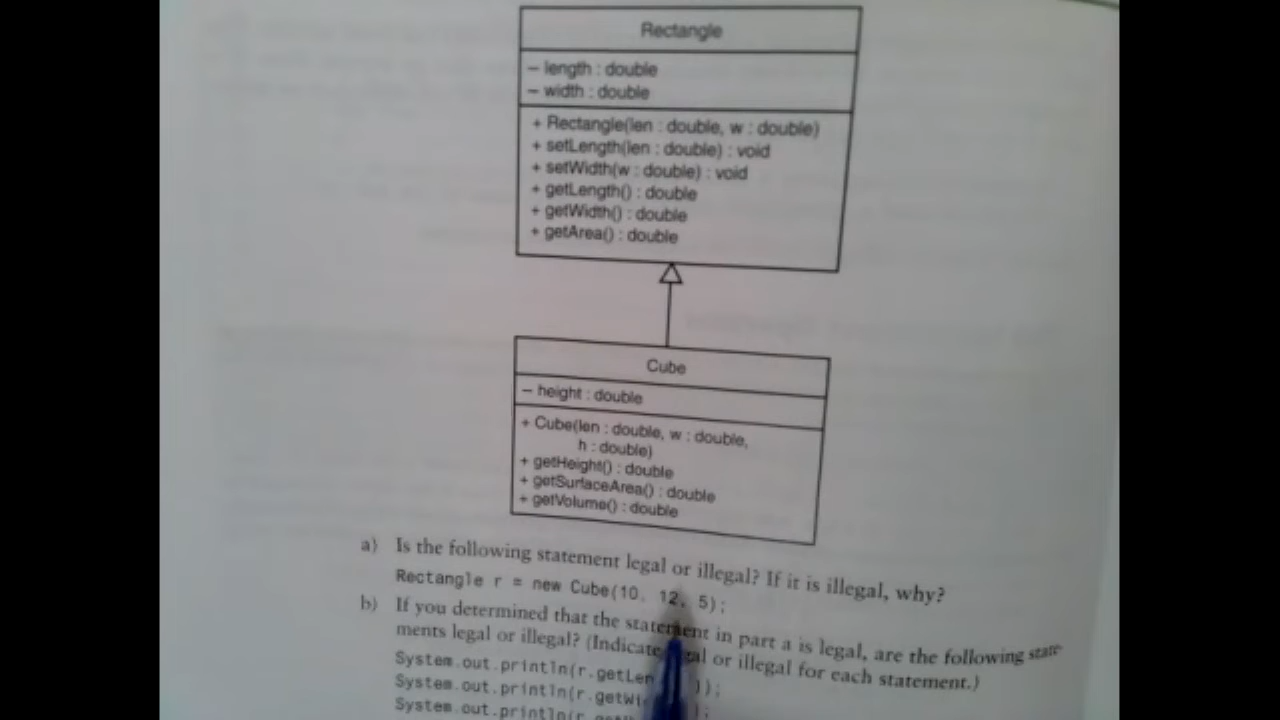 Rectangle
– length : double
– width : double
+ Rectangle(len : double, w : double)
+ setLength(len : double) : void
+ setWidth(w : double) : void
+ getLength() : double
+ getWidth() : double
+ getArea() : double
Cube
– height : double
+ Cube(len : double, w : double,
h : double)
+ getHeight() : double
+ getSurfaceArea() : double
+ getVolume() : double
a) Is the following statement legal or illegal? If it is illegal, why?
Rectangle r = new Cube(10, 12, 5);
b) If you determined that the statement in part a is legal, are the following state
ments legal or illegal? (Indicate legal or illegal for each statement.)
System.out.println(r.getLen ));
System.out.println(r.getWi );
System.out.println(r